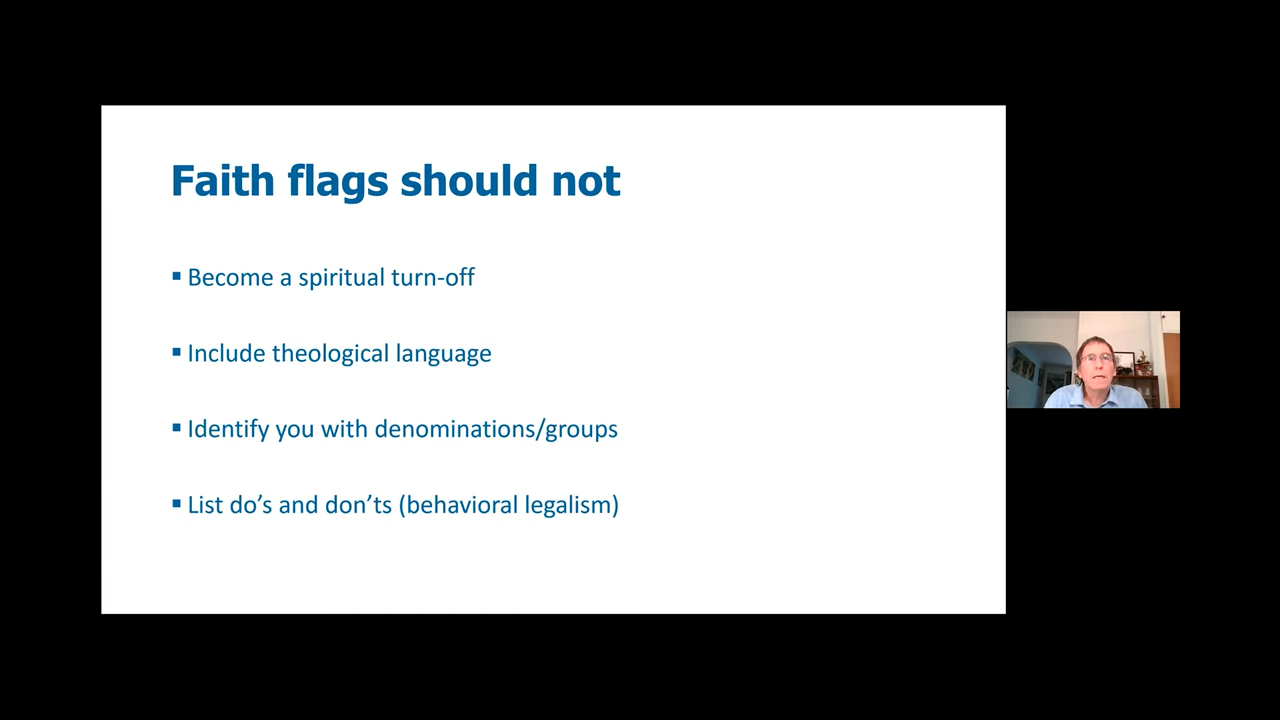 Faith flags should not
▪ Become a spiritual turn-off
▪ Include theological language
▪ Identify you with denominations/groups
▪ List do’s and don’ts (behavioral legalism)